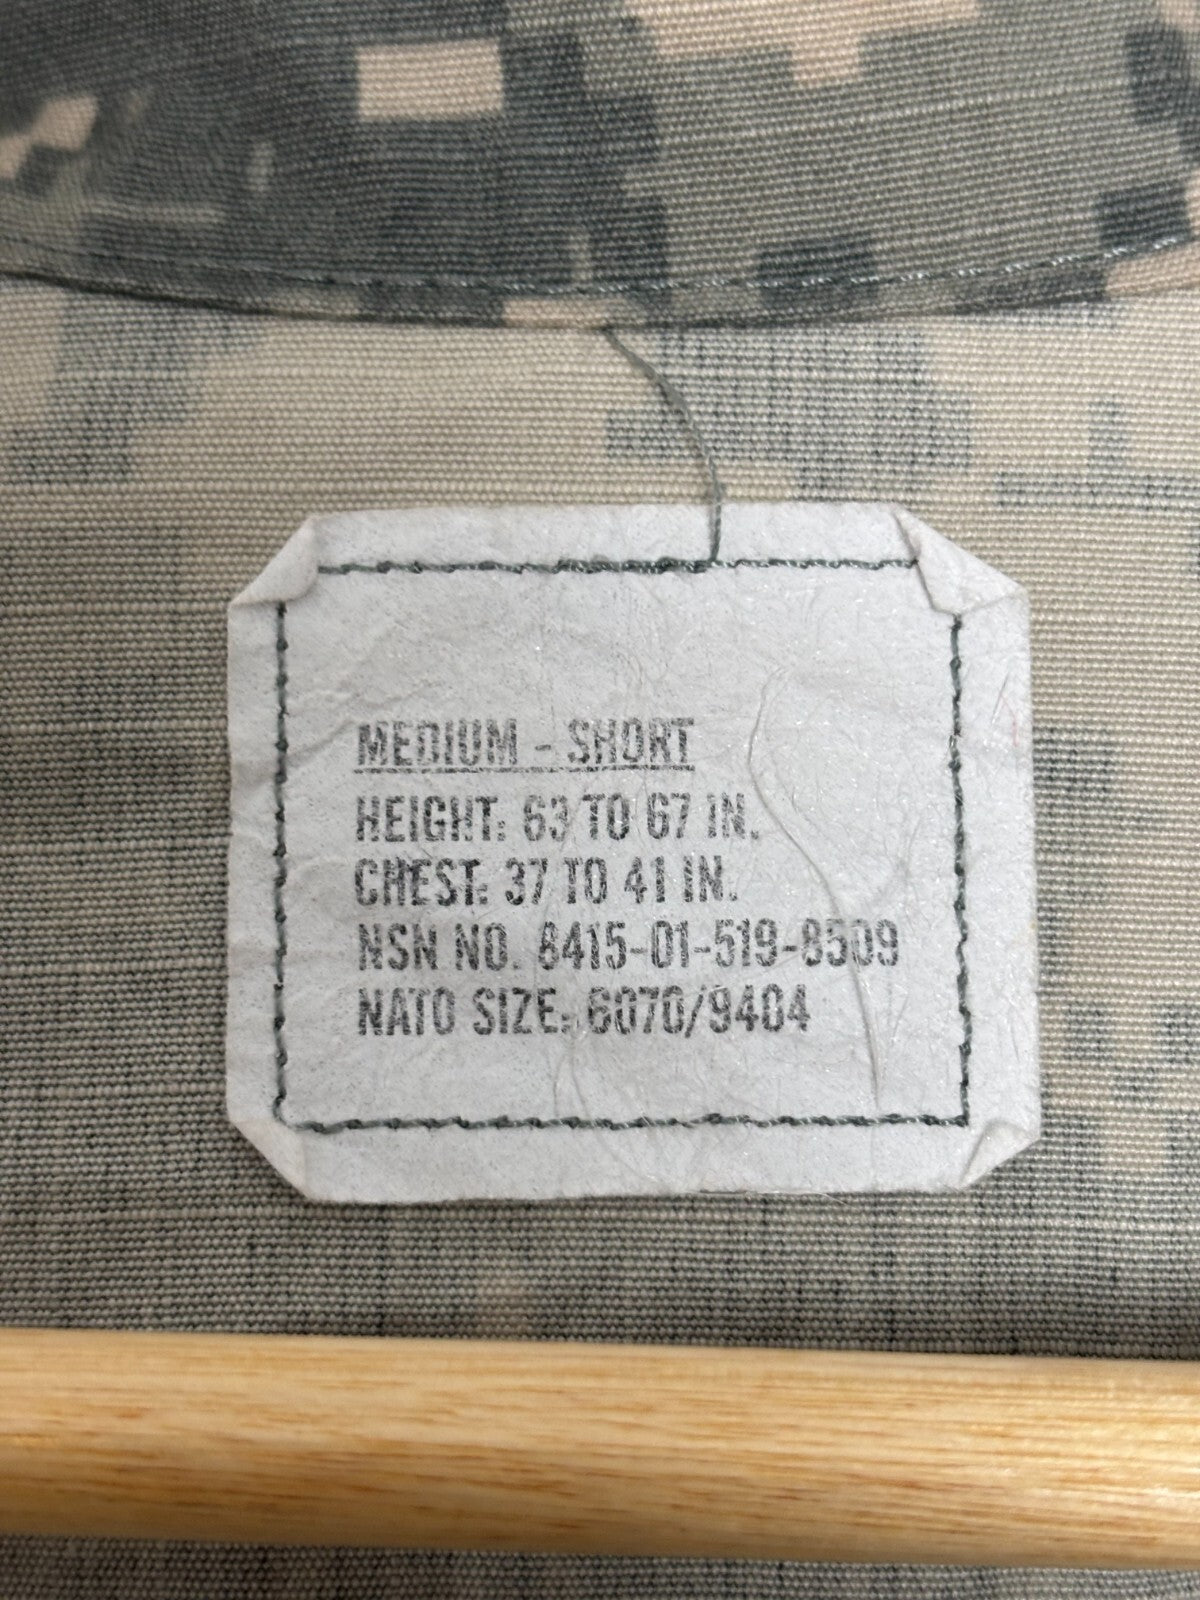 MEDIUM - SHORT
HEIGHT: 63 TO 67 IN.
CHEST: 37 TO 41 IN.
NSN NO. 8415-01-519-8509
NATO SIZE: 6070/9404